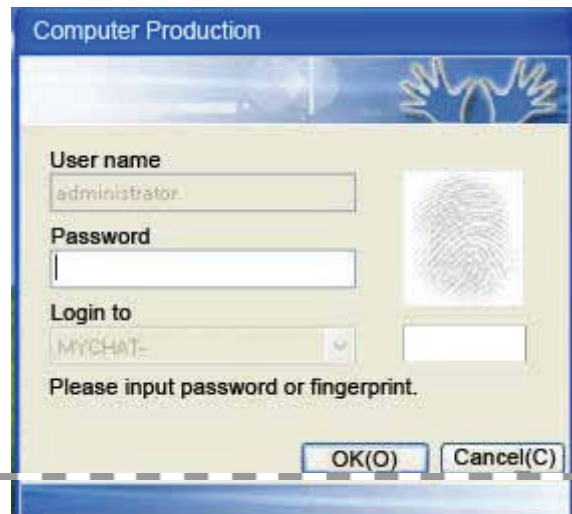 Computer Production
User name
administrator
Password
Login to
MYCHAT-
Please input password or fingerprint.
OK(O) Cancel(C)